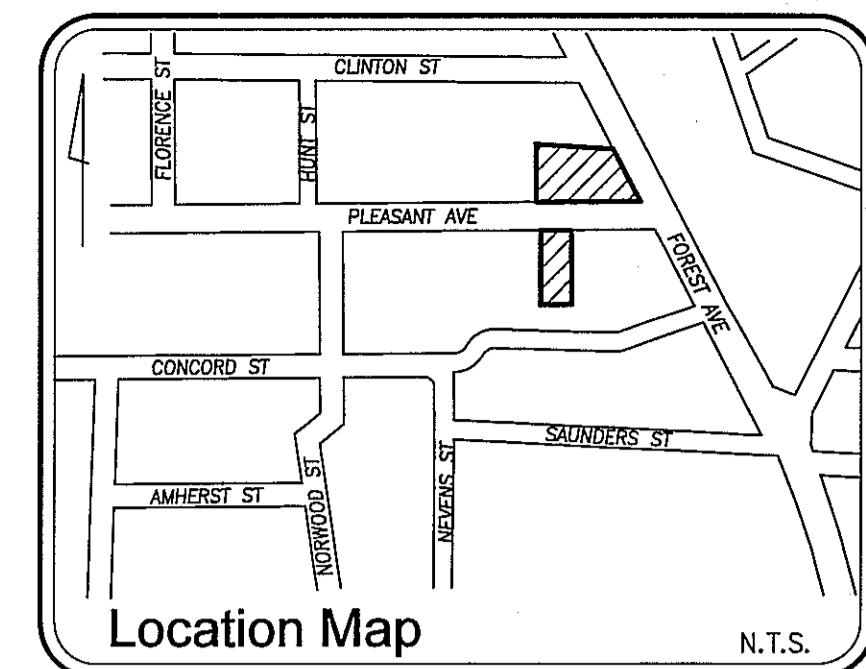 CLINTON ST
FLORENCE ST
HUNT ST
PLEASANT AVE
FOREST AVE
CONCORD ST
SAUNDERS ST
NEVENS ST
AMHERST ST
NORWOOD ST
Location Map
N.T.S.